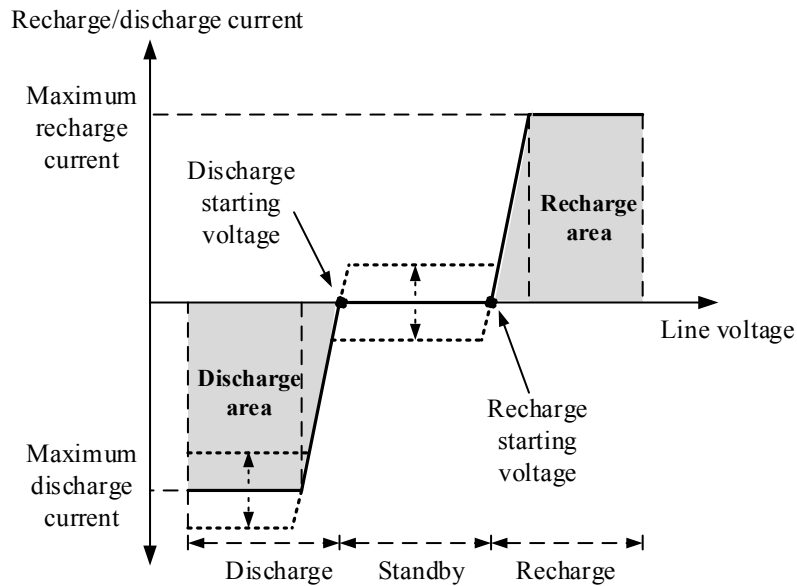 Recharge/discharge current
Maximum
recharge
current
Discharge
starting
voltage
Recharge
area
Line voltage
Discharge
area
Recharge
starting
voltage
Maximum
discharge
current
Discharge
Standby
Recharge